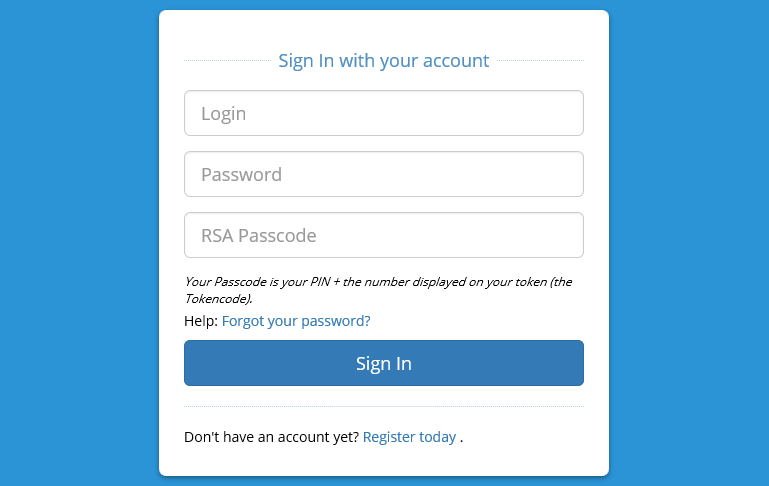 Sign In with your account
Login
Password
RSA Passcode
Your Passcode is your PIN + the number displayed on your token (the
Tokencode).
Help: Forgot your password?
Sign In
Don't have an account yet? Register today .